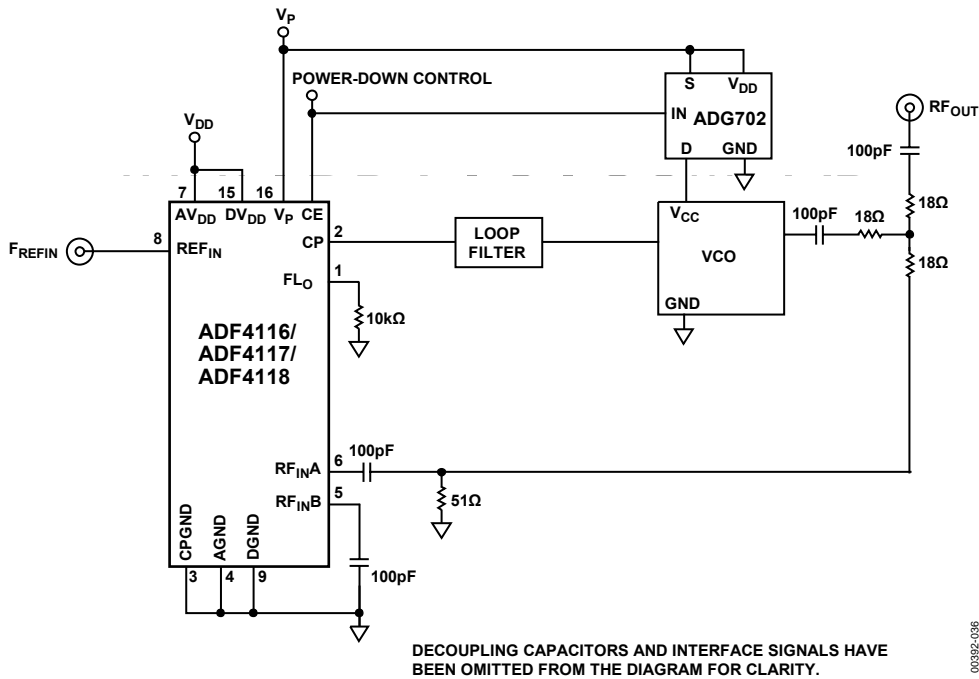 VP
VP
POWER-DOWN CONTROL
S VDD
IN ADG702
D GND
RFOUT
100pF
VDD
7 15 16
AVDD DVDD VP CE
FREFIN
8 REFIN
CP 2
LOOP
FILTER
VCC
VCO
GND
100pF 18Ω
18Ω
18Ω
1
FLO
10kΩ
ADF4116/
ADF4117/
ADF4118
100pF
RFINA 6
51Ω
RFINB 5
100pF
CPGND AGND DGND
3 4 9
DECOUPLING CAPACITORS AND INTERFACE SIGNALS HAVE
BEEN OMITTED FROM THE DIAGRAM FOR CLARITY.
00392-036